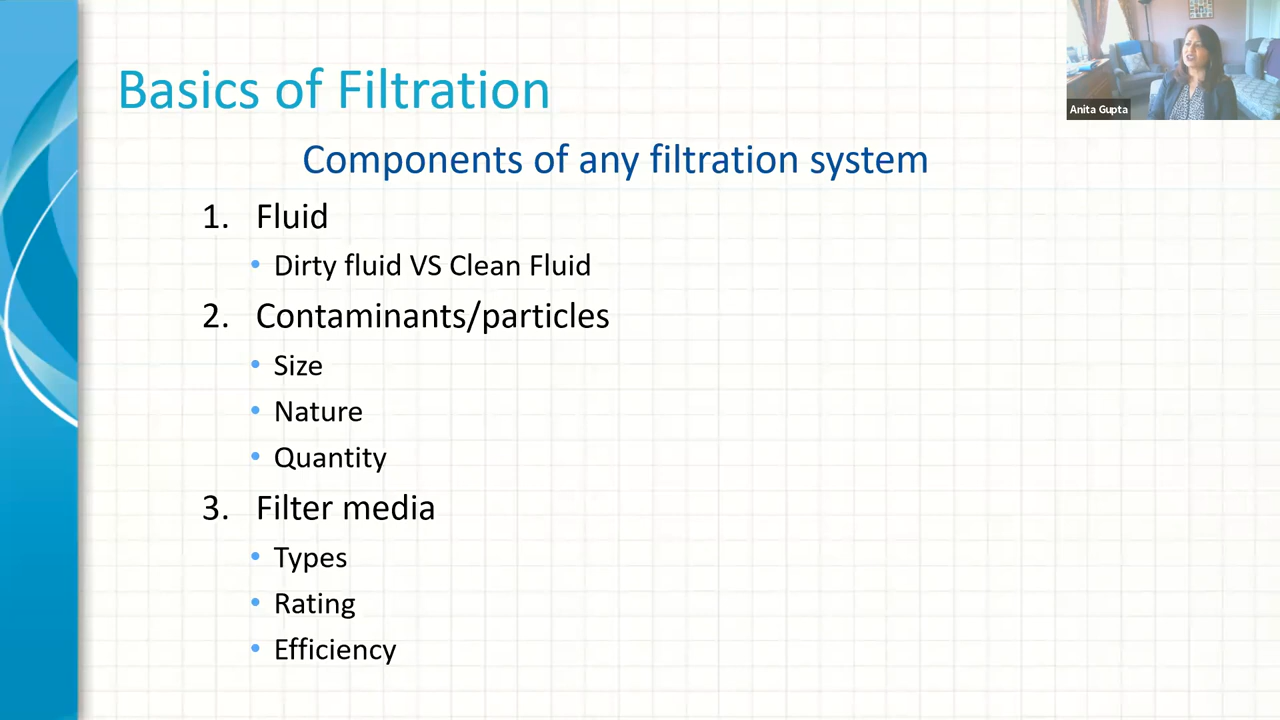 Basics of Filtration
Anita Gupta
Components of any filtration system
1. Fluid
• Dirty fluid VS Clean Fluid
2. Contaminants/particles
• Size
• Nature
• Quantity
3. Filter media
• Types
• Rating
• Efficiency